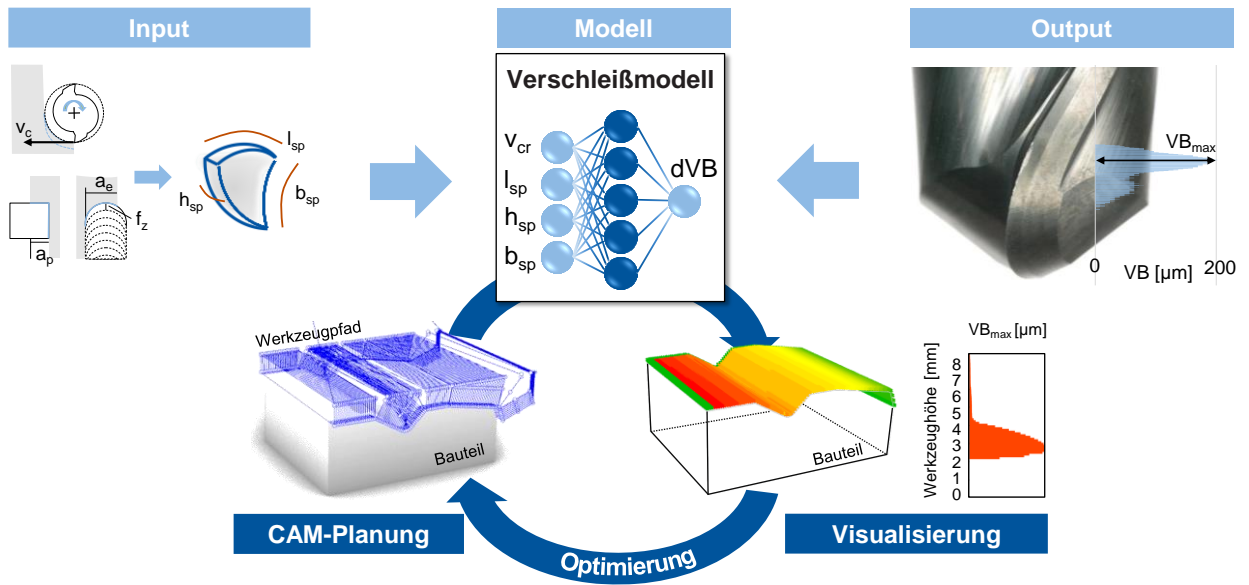 Input
Modell
Output
v_c
a_e
f_z
a_p
l_sp
h_sp
b_sp
Verschleißmodell
v_cr
l_sp
h_sp
b_sp
dVB
VB_max
0
VB [µm]
200
Werkzeugpfad
Bauteil
Bauteil
VB_max [µm]
Werkzeughöhe [mm]
8
7
6
5
4
3
2
1
0
CAM-Planung
Optimierung
Visualisierung